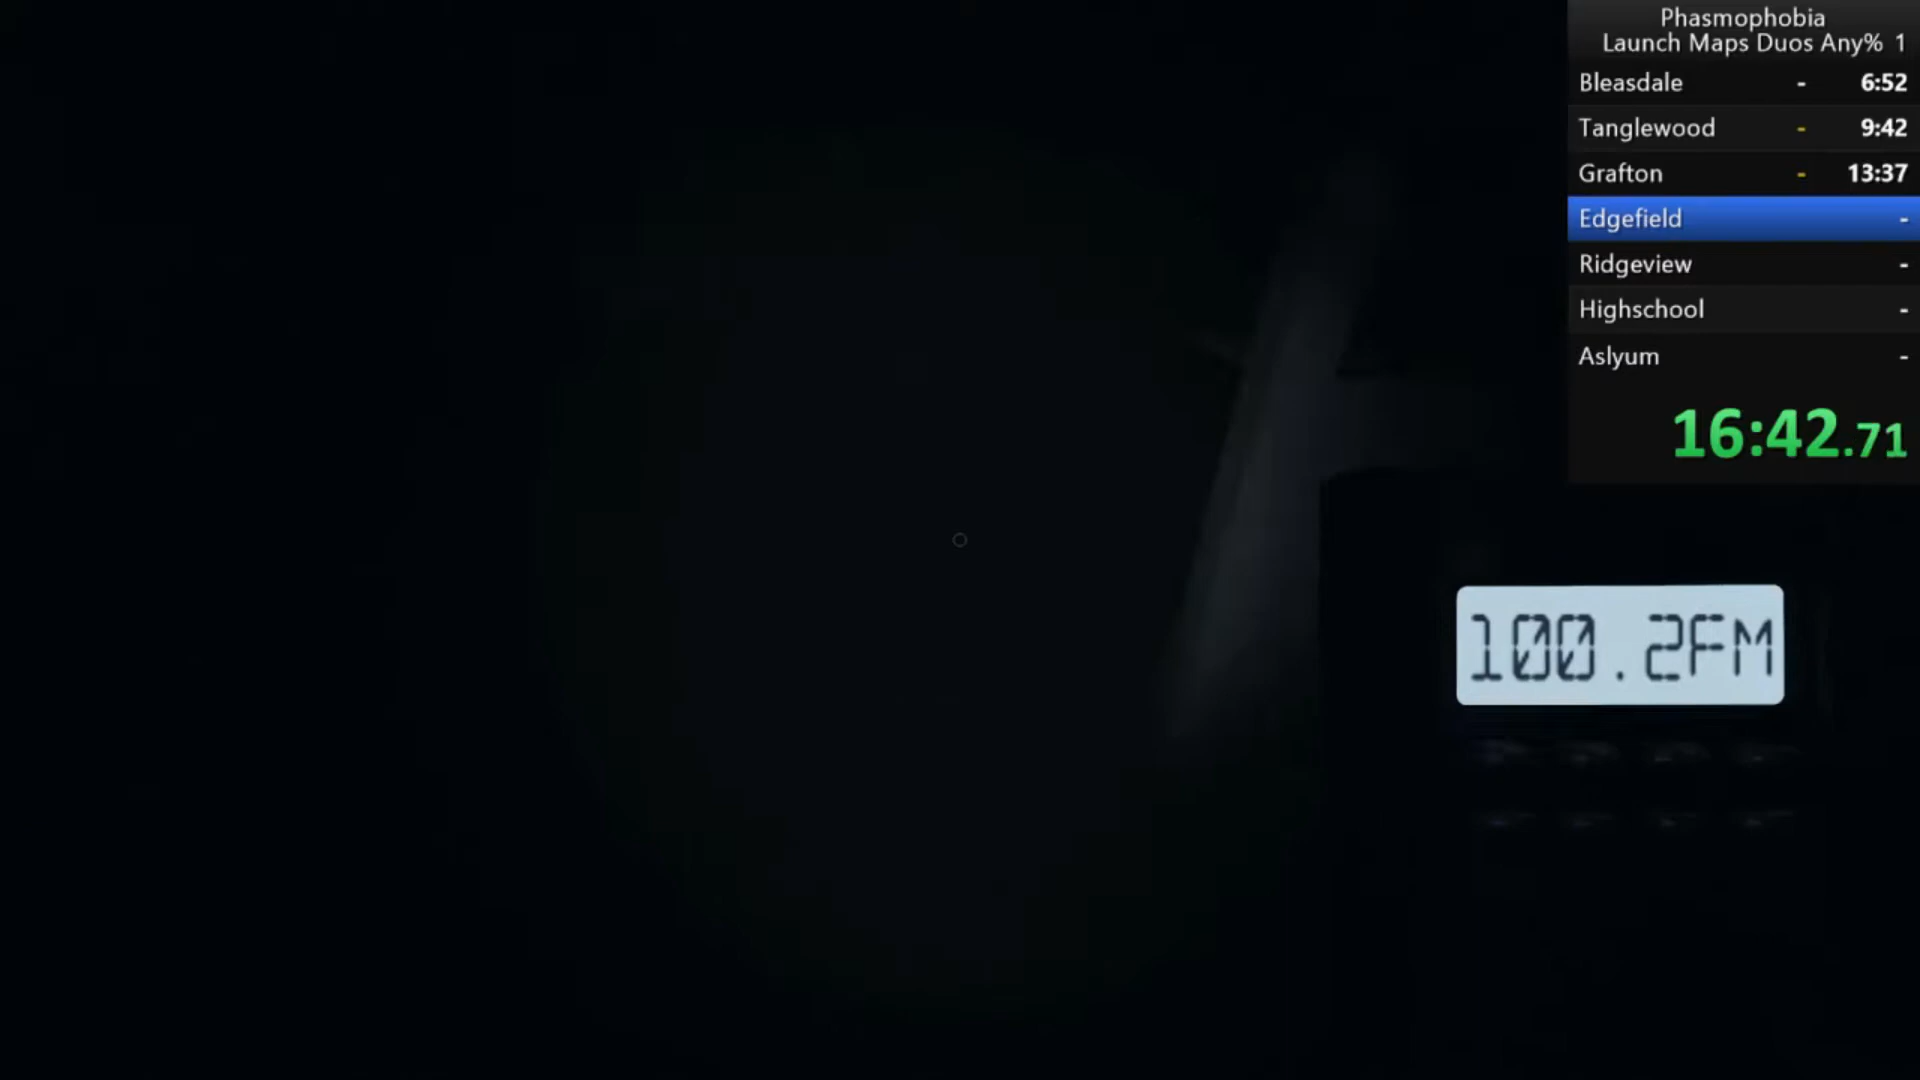 Phasmophobia
Launch Maps Duos Any% 1
Bleasdale - 6:52
Tanglewood - 9:42
Grafton - 13:37
Edgefield -
Ridgeview -
Highschool -
Aslyum -
16:42.71
100.2FM